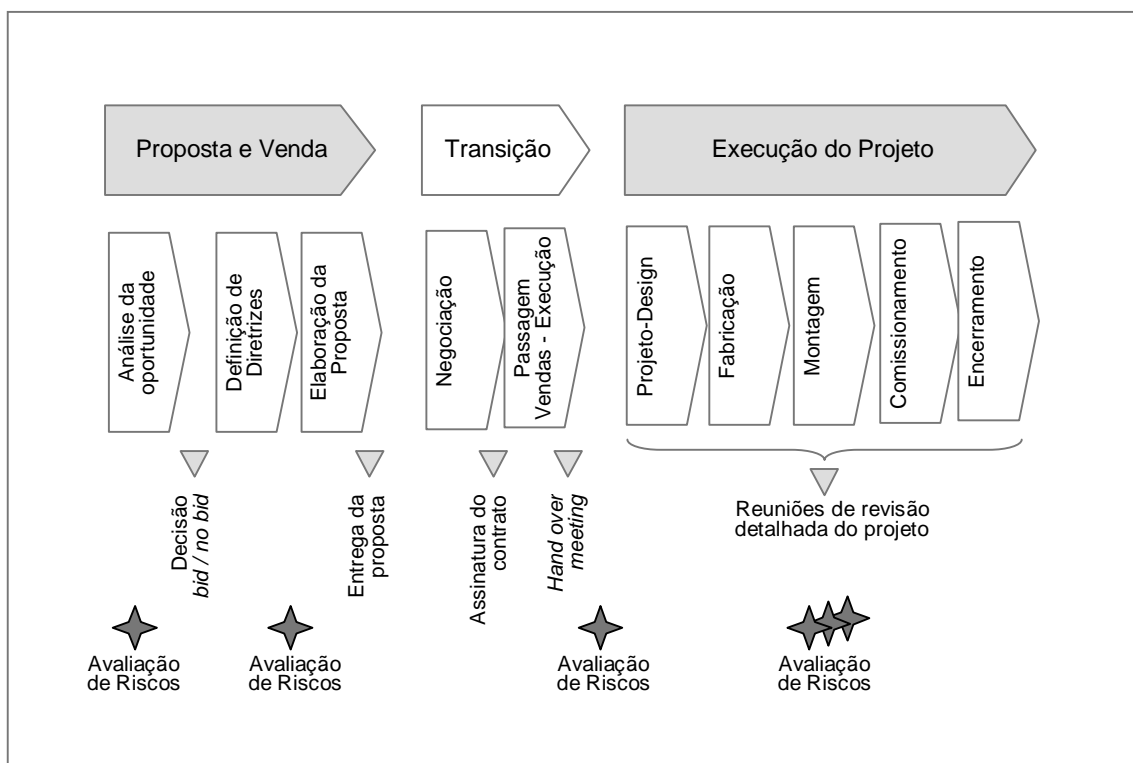 Proposta e Venda
Transição
Execução do Projeto
Análise da
oportunidade
Definição de
Diretrizes
Elaboração da
Proposta
Negociação
Passagem
Vendas - Execução
Projeto-Design
Fabricação
Montagem
Comissionamento
Encerramento
Decisão
bid / no bid
Entrega da
proposta
Assinatura do
contrato
Hand over
meeting
Reuniões de revisão
detalhada do projeto
Avaliação
de Riscos
Avaliação
de Riscos
Avaliação
de Riscos
Avaliação
de Riscos